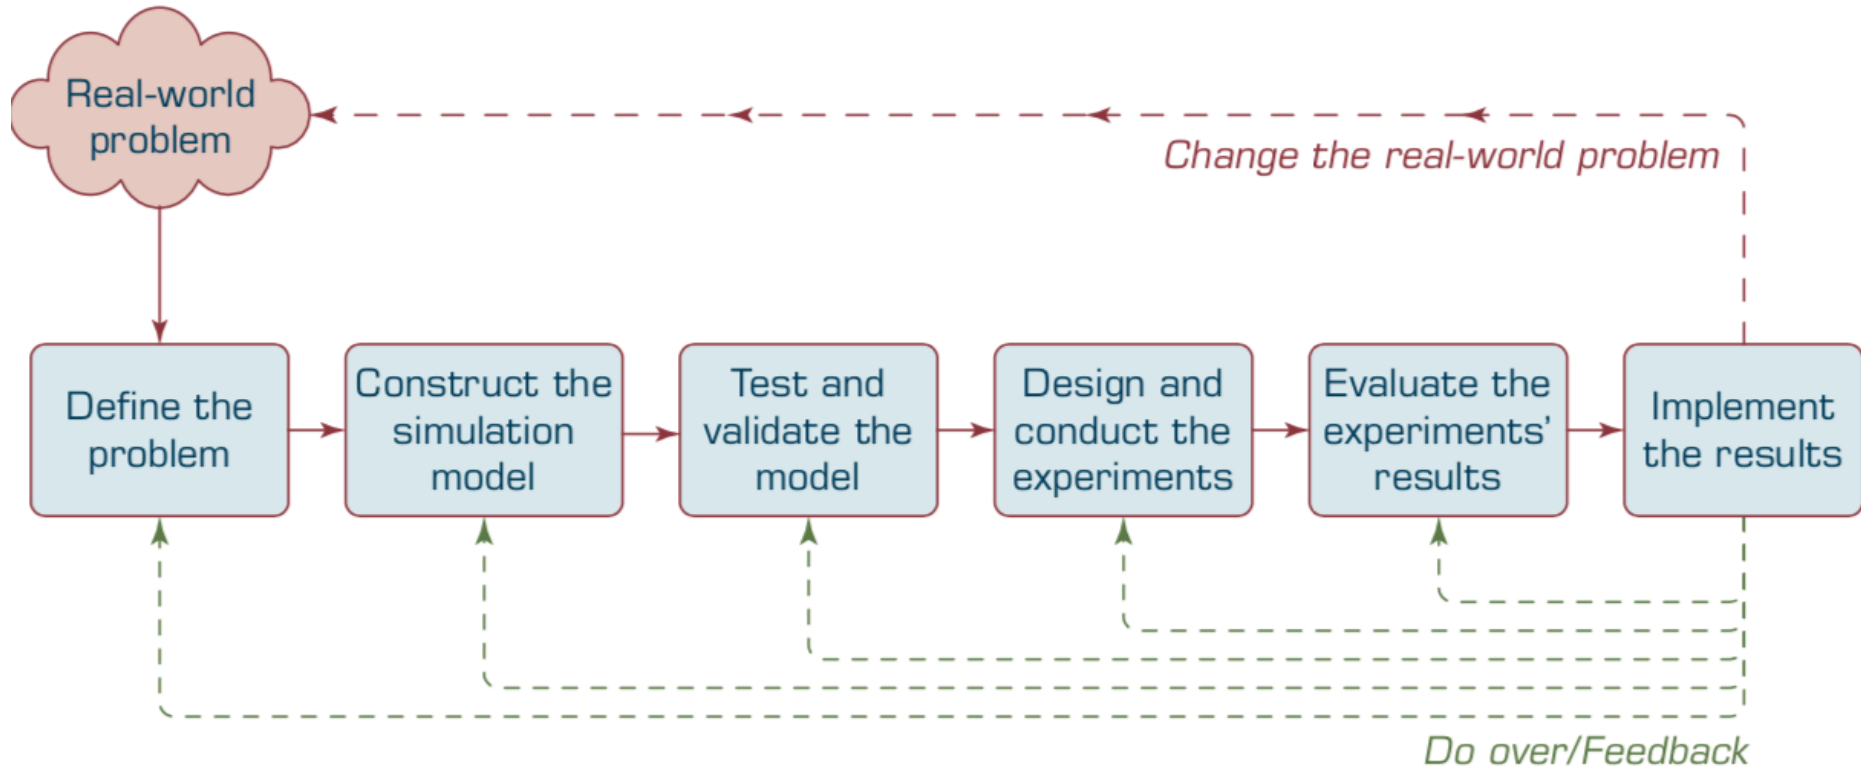 Real-world
problem
Change the real-world problem
Define the
problem
Construct the
simulation
model
Test and
validate the
model
Design and
conduct the
experiments
Evaluate the
experiments’
results
Implement
the results
Do over/Feedback